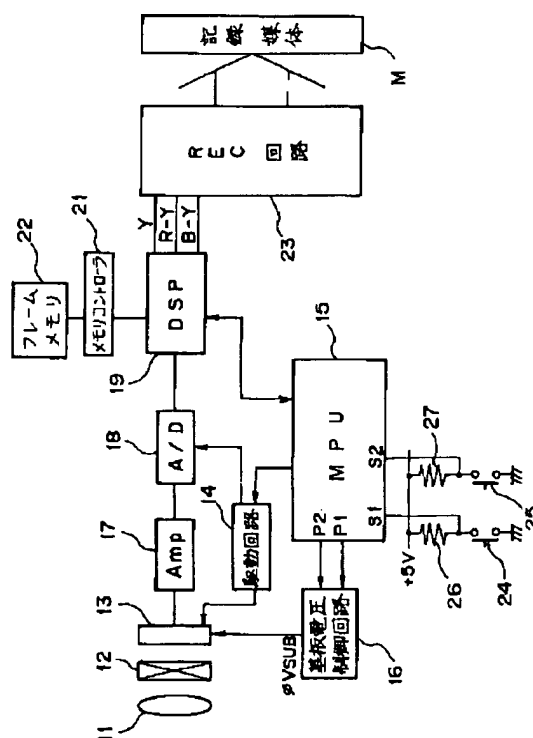 記録媒体
M
REC 回路
23
Y
R-Y
B-Y
22
フレーム
メモリ
21
メモリコントローラ
DSP
19
18
A/D
17
Amp
13
12
11
14
駆動回路
15
MPU
P2
P1
S1
S2
φVSUB
基板電圧
制御回路
16
+5V
26
27
24
25